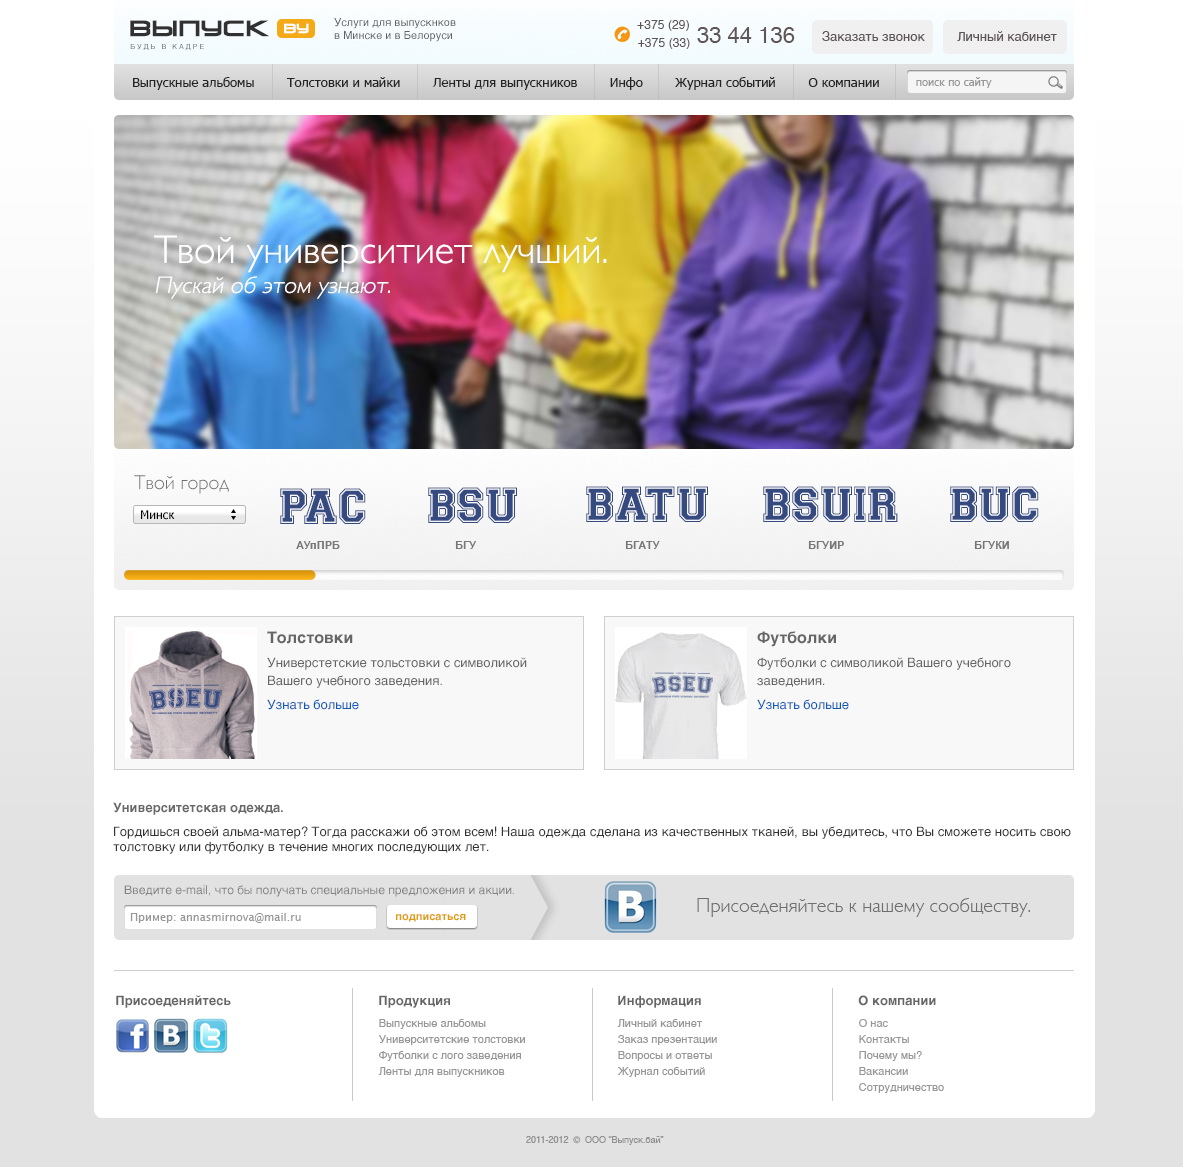 ВЫПУСК BY
БУДЬ В КАДРЕ
Услуги для выпускнков
в Минске и в Белоруси
+375 (29)
+375 (33)
33 44 136
Заказать звонок
Личный кабинет
Выпускные альбомы
Толстовки и майки
Ленты для выпускников
Инфо
Журнал событий
О компании
поиск по сайту
Твой университиет лучший.
Пускай об этом узнают.
Твой город
Минск
PAC
BSU
BATU
BSUIR
BUC
АУпПРБ
БГУ
БГАТУ
БГУИР
БГУКИ
BSEU
Толстовки
Универстетские тольстовки с символикой
Вашего учебного заведения.
Узнать больше
BSEU
Футболки
Футболки с символикой Вашего учебного
заведения.
Узнать больше
Университетская одежда.
Гордишься своей альма-матер? Тогда расскажи об этом всем! Наша одежда сделана из качественных тканей, вы убедитесь, что Вы сможете носить свою
толстовку или футболку в течение многих последующих лет.
Введите e-mail, что бы получать специальные предложения и акции.
Пример: annasmirnova@mail.ru
подписаться
В
Присоеденяйтесь к нашему сообществу.
Присоеденяйтесь
f
В
t
Продукция
Выпускные альбомы
Университетские толстовки
Футболки с лого заведения
Ленты для выпускников
Информация
Личный кабинет
Заказ презентации
Вопросы и ответы
Журнал событий
О компании
О нас
Контакты
Почему мы?
Вакансии
Сотрудничество
2011-2012 © ООО "Выпуск.бай"